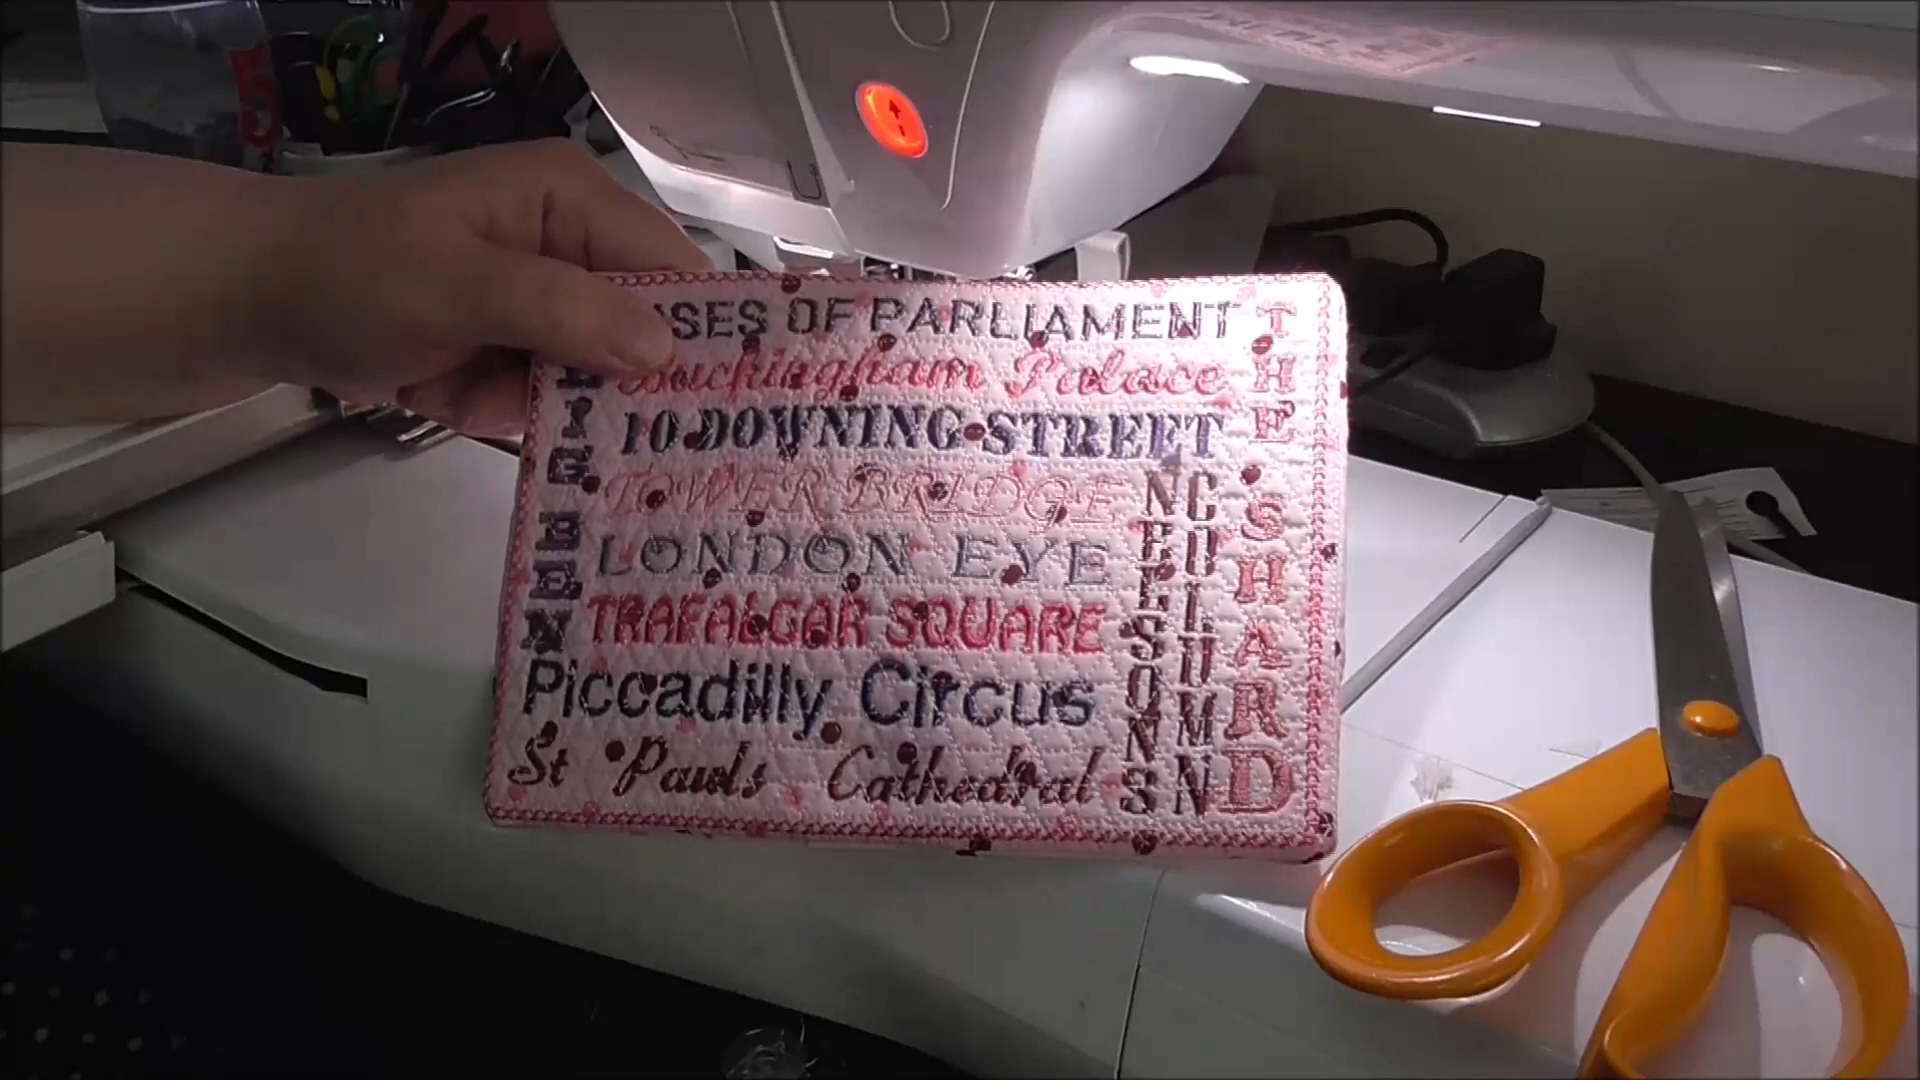 SES OF PARLIAMENT
Buckingham Palace
10 DOWNING STREET
TOWER BRIDGE
LONDON EYE
TRAFALGAR SQUARE
Piccadilly Circus
St Pauls Cathedral
BIG BEN
NELSONS
COLUMN
THE SHARD